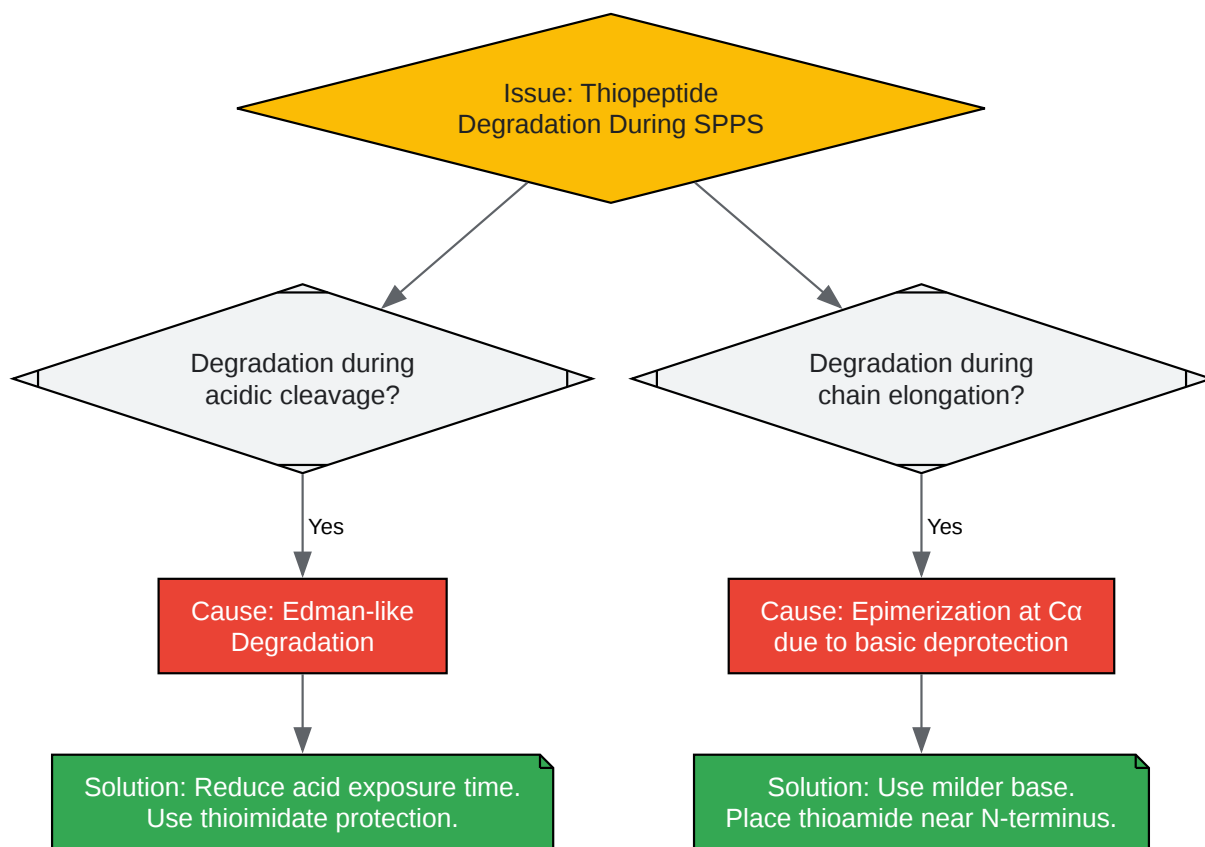 Issue: Thiopeptide
Degradation During SPPS
Degradation during
acidic cleavage?
Degradation during
chain elongation?
Yes
Yes
Cause: Edman-like
Degradation
Cause: Epimerization at Cα
due to basic deprotection
Solution: Reduce acid exposure time.
Use thioimidate protection.
Solution: Use milder base.
Place thioamide near N-terminus.